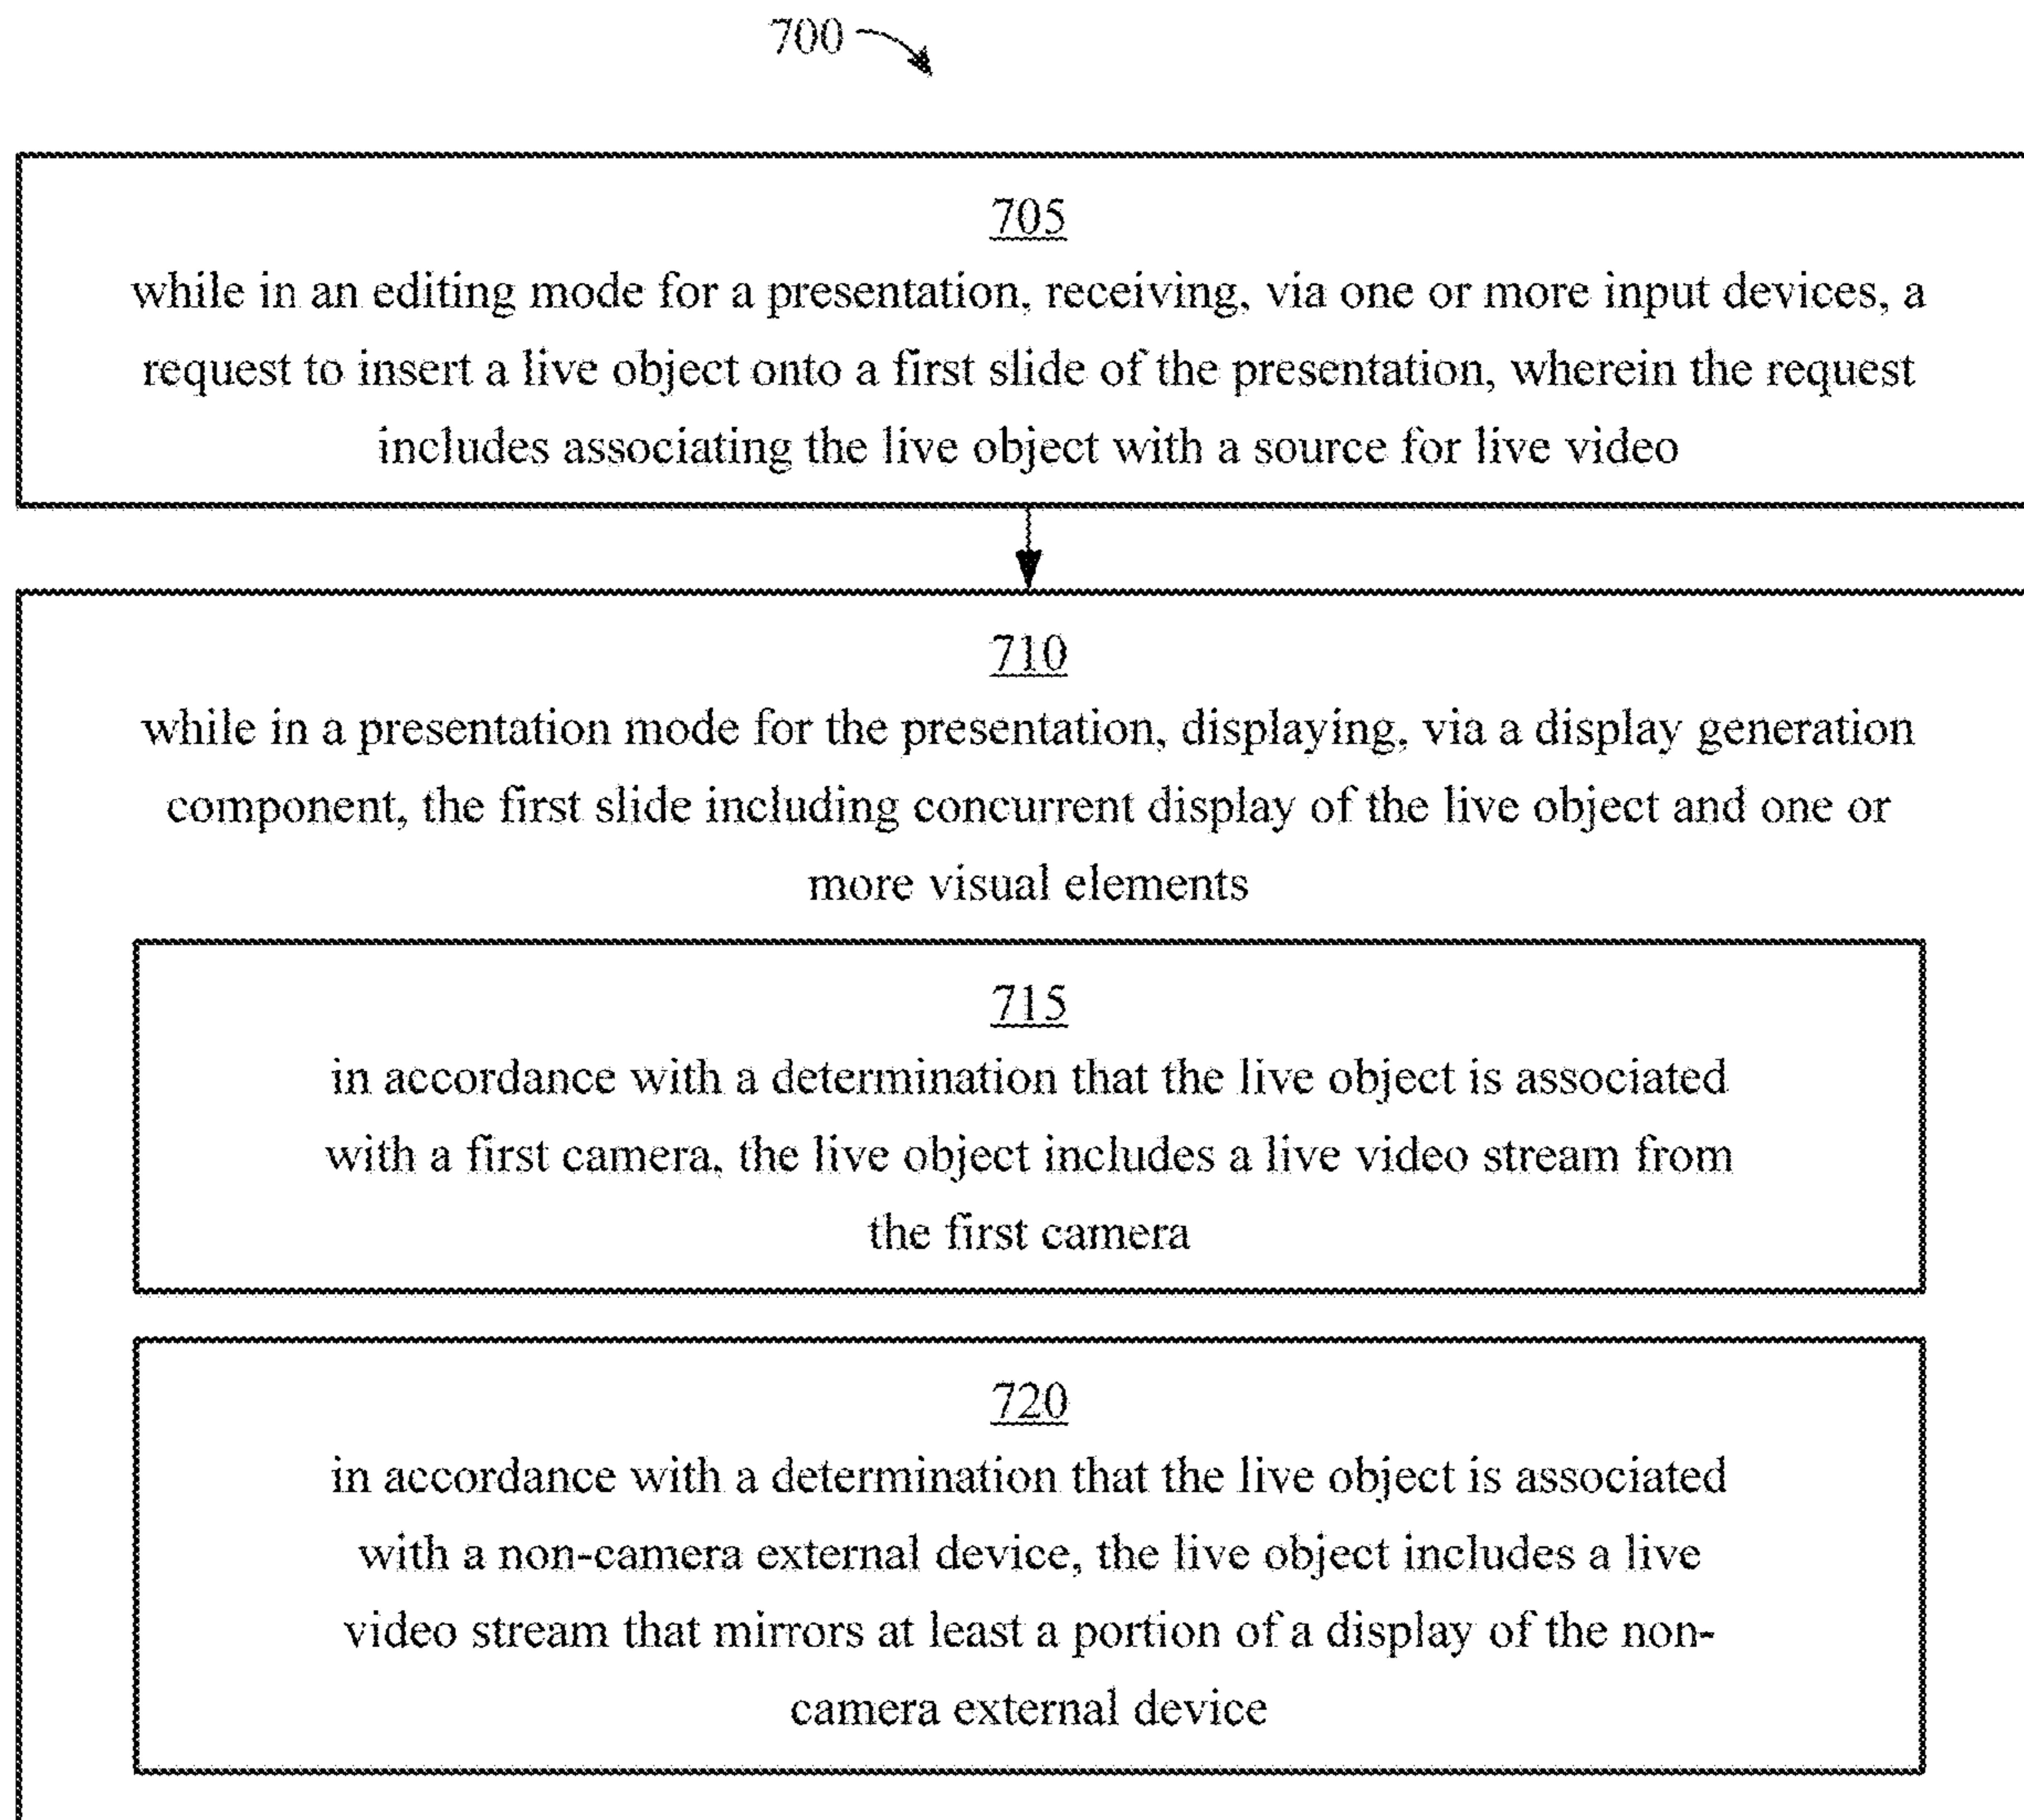 700
705
while in an editing mode for a presentation, receiving, via one or more input devices, a
request to insert a live object onto a first slide of the presentation, wherein the request
includes associating the live object with a source for live video
710
while in a presentation mode for the presentation, displaying, via a display generation
component, the first slide including concurrent display of the live object and one or
more visual elements
715
in accordance with a determination that the live object is associated
with a first camera, the live object includes a live video stream from
the first camera
720
in accordance with a determination that the live object is associated
with a non-camera external device, the live object includes a live
video stream that mirrors at least a portion of a display of the non-
camera external device